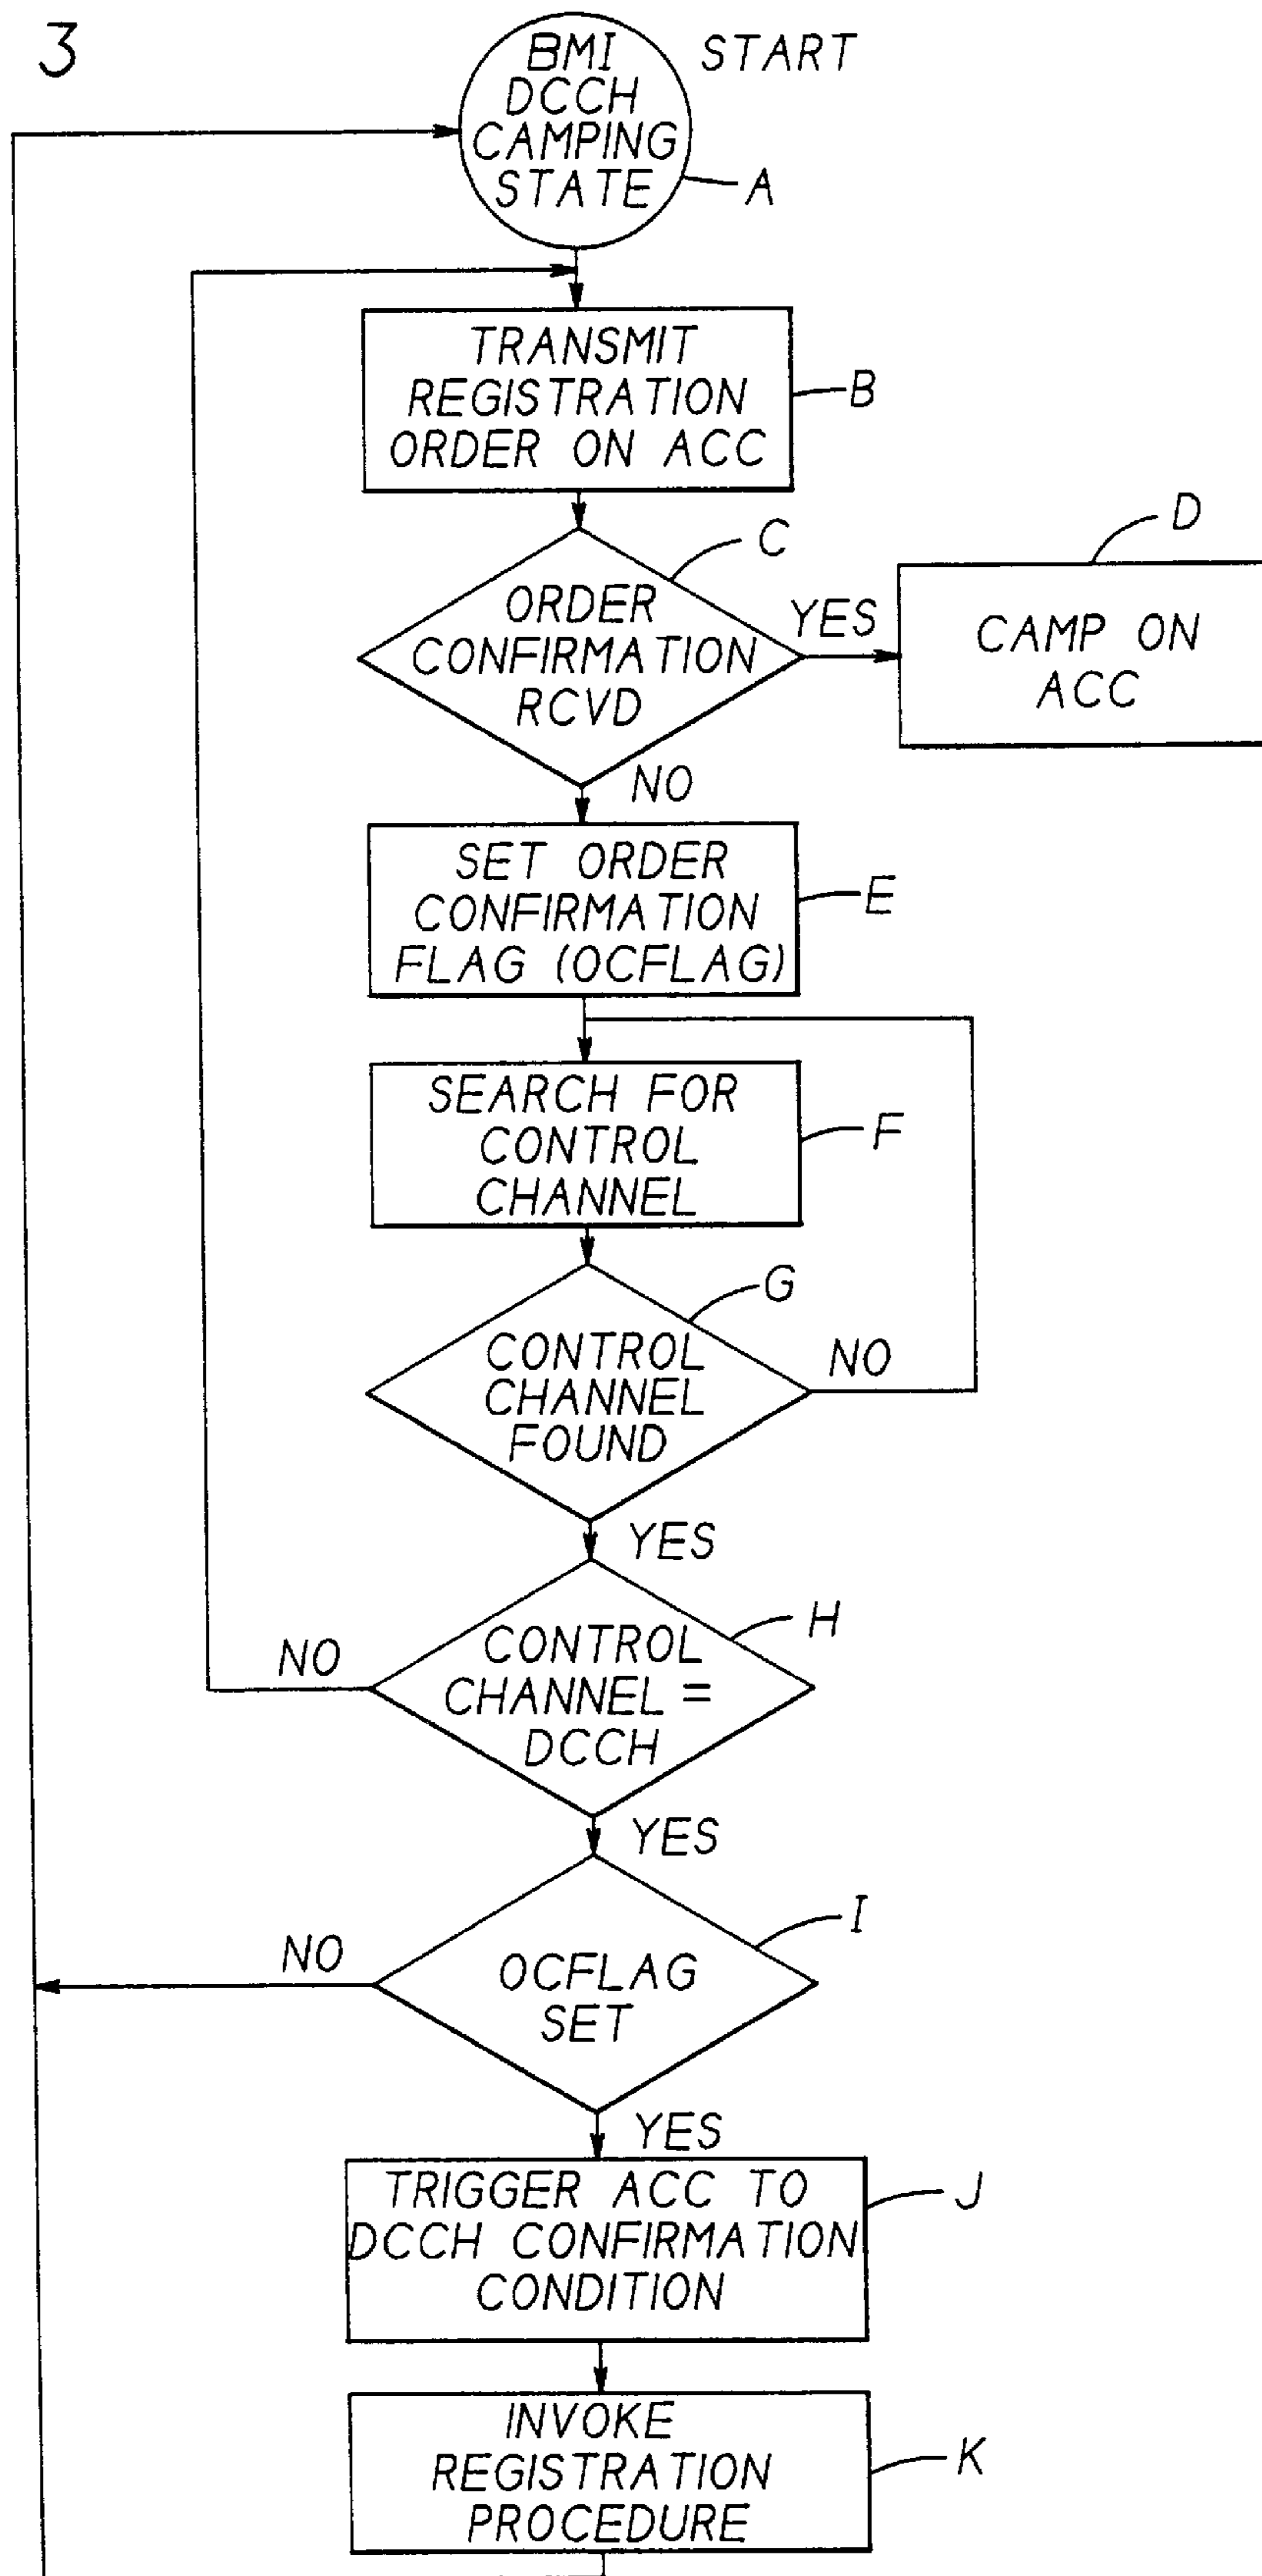 3
START
BMI
DCCH
CAMPING
STATE
A
TRANSMIT
REGISTRATION
ORDER ON ACC
B
C
ORDER
CONFIRMATION
RCVD
YES
D
CAMP ON
ACC
NO
SET ORDER
CONFIRMATION
FLAG (OCFLAG)
E
SEARCH FOR
CONTROL
CHANNEL
F
G
CONTROL
CHANNEL
FOUND
NO
YES
H
CONTROL
CHANNEL =
DCCH
NO
YES
I
OCFLAG
SET
NO
YES
TRIGGER ACC TO
DCCH CONFIRMATION
CONDITION
J
INVOKE
REGISTRATION
PROCEDURE
K